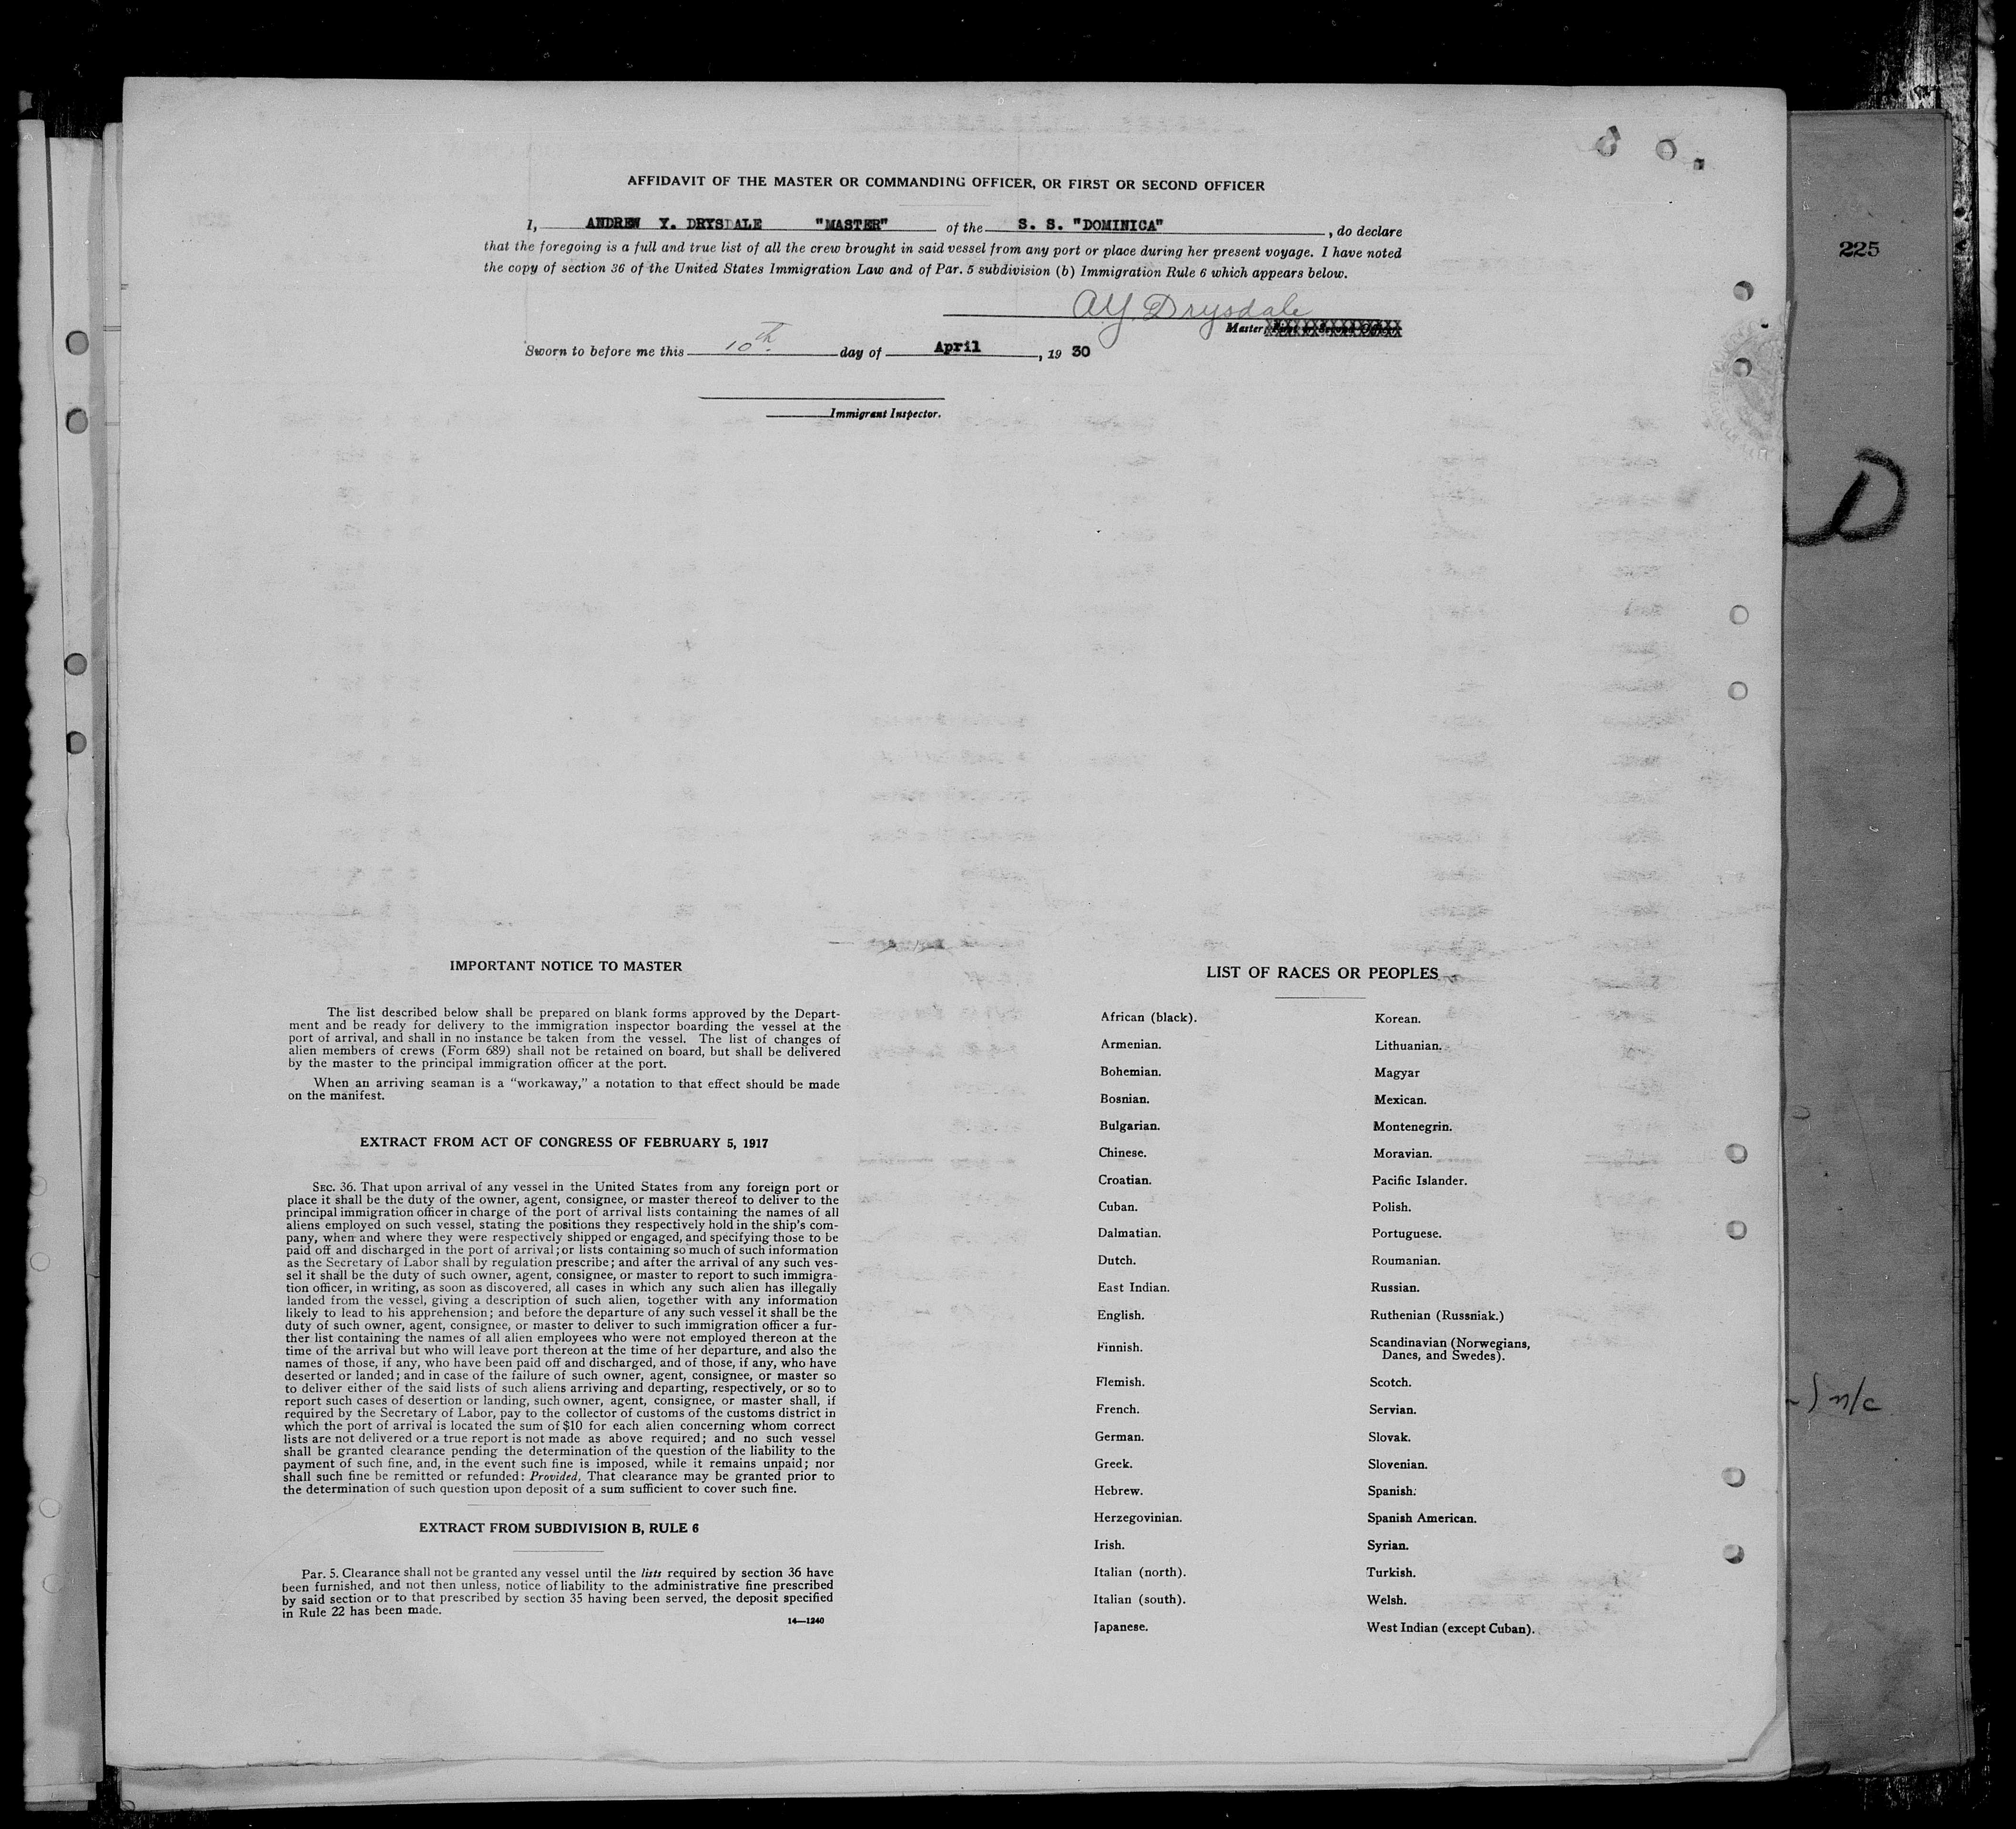 AFFIDAVIT OF THE MASTER OR COMMANDING OFFICER, OR FIRST OR SECOND OFFICER
I, ANDREW Y. DRYSDALE "MASTER" of the S. S. "DOMINICA", do declare
that the foregoing is a full and true list of all the crew brought in said vessel from any port or place during her present voyage. I have noted
the copy of section 36 of the United States Immigration Law and of Par. 5 subdivision (b) Immigration Rule 6 which appears below.
AY. Drysdale
Master, First or Second Officer
Sworn to before me this 10th. day of April, 19 30
Immigrant Inspector.
225
D
IMPORTANT NOTICE TO MASTER
The list described below shall be prepared on blank forms approved by the Depart-
ment and be ready for delivery to the immigration inspector boarding the vessel at the
port of arrival, and shall in no instance be taken from the vessel. The list of changes of
alien members of crews (Form 689) shall not be retained on board, but shall be delivered
by the master to the principal immigration officer at the port.
When an arriving seaman is a "workaway," a notation to that effect should be made
on the manifest.
EXTRACT FROM ACT OF CONGRESS OF FEBRUARY 5, 1917
SEC. 36. That upon arrival of any vessel in the United States from any foreign port or
place it shall be the duty of the owner, agent, consignee, or master thereof to deliver to the
principal immigration officer in charge of the port of arrival lists containing the names of all
aliens employed on such vessel, stating the positions they respectively hold in the ship's com-
pany, when and where they were respectively shipped or engaged, and specifying those to be
paid off and discharged in the port of arrival; or lists containing so much of such information
as the Secretary of Labor shall by regulation prescribe; and after the arrival of any such ves-
sel it shall be the duty of such owner, agent, consignee, or master to report to such immigra-
tion officer, in writing, as soon as discovered, all cases in which any such alien has illegally
landed from the vessel, giving a description of such alien, together with any information
likely to lead to his apprehension; and before the departure of any such vessel it shall be the
duty of such owner, agent, consignee, or master to deliver to such immigration officer a fur-
ther list containing the names of all alien employees who were not employed thereon at the
time of the arrival but who will leave port thereon at the time of her departure, and also the
names of those, if any, who have been paid off and discharged, and of those, if any, who have
deserted or landed; and in case of the failure of such owner, agent, consignee, or master so
to deliver either of the said lists of such aliens arriving and departing, respectively, or so to
report such cases of desertion or landing, such owner, agent, consignee, or master shall, if
required by the Secretary of Labor, pay to the collector of customs of the customs district in
which the port of arrival is located the sum of $10 for each alien concerning whom correct
lists are not delivered or a true report is not made as above required; and no such vessel
shall be granted clearance pending the determination of the question of the liability to the
payment of such fine, and, in the event such fine is imposed, while it remains unpaid; nor
shall such fine be remitted or refunded: Provided, That clearance may be granted prior to
the determination of such question upon deposit of a sum sufficient to cover such fine.
EXTRACT FROM SUBDIVISION B, RULE 6
Par. 5. Clearance shall not be granted any vessel until the lists required by section 36 have
been furnished, and not then unless, notice of liability to the administrative fine prescribed
by said section or to that prescribed by section 35 having been served, the deposit specified
in Rule 22 has been made.
14—1240
LIST OF RACES OR PEOPLES
African (black).
Armenian.
Bohemian.
Bosnian.
Bulgarian.
Chinese.
Croatian.
Cuban.
Dalmatian.
Dutch.
East Indian.
English.
Finnish.
Flemish.
French.
German.
Greek.
Hebrew.
Herzegovinian.
Irish.
Italian (north).
Italian (south).
Japanese.
Korean.
Lithuanian.
Magyar
Mexican.
Montenegrin.
Moravian.
Pacific Islander.
Polish.
Portuguese.
Roumanian.
Russian.
Ruthenian (Russniak.)
Scandinavian (Norwegians,
Danes, and Swedes).
Scotch.
Servian.
Slovak.
Slovenian.
Spanish.
Spanish American.
Syrian.
Turkish.
Welsh.
West Indian (except Cuban).
n/c